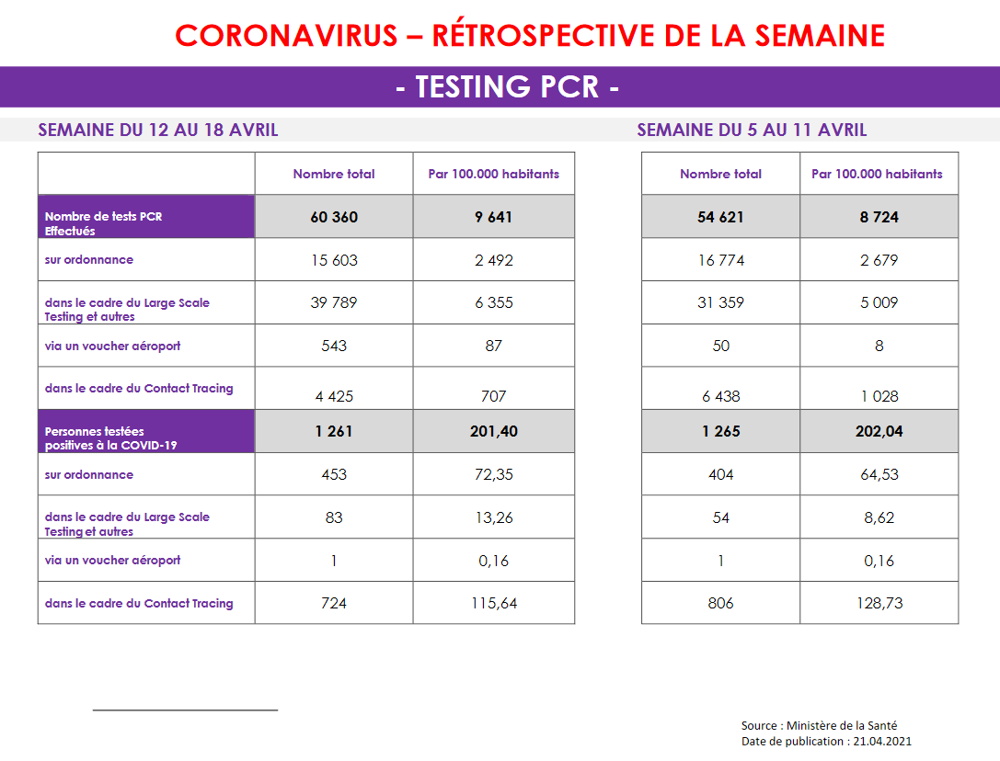 CORONAVIRUS – RÉTROSPECTIVE DE LA SEMAINE
- TESTING PCR -
SEMAINE DU 12 AU 18 AVRIL
SEMAINE DU 5 AU 11 AVRIL
Nombre total Par 100.000 habitants Nombre total Par 100.000 habitants
Nombre de tests PCR
Effectués
60 360 9 641 54 621 8 724
sur ordonnance 15 603 2 492 16 774 2 679
dans le cadre du Large Scale
Testing et autres
39 789 6 355 31 359 5 009
via un voucher aéroport 543 87 50 8
dans le cadre du Contact Tracing 4 425 707 6 438 1 028
Personnes testées
positives à la COVID-19
1 261 201,40 1 265 202,04
sur ordonnance 453 72,35 404 64,53
dans le cadre du Large Scale
Testing et autres
83 13,26 54 8,62
via un voucher aéroport 1 0,16 1 0,16
dans le cadre du Contact Tracing 724 115,64 806 128,73
Source : Ministère de la Santé
Date de publication : 21.04.2021